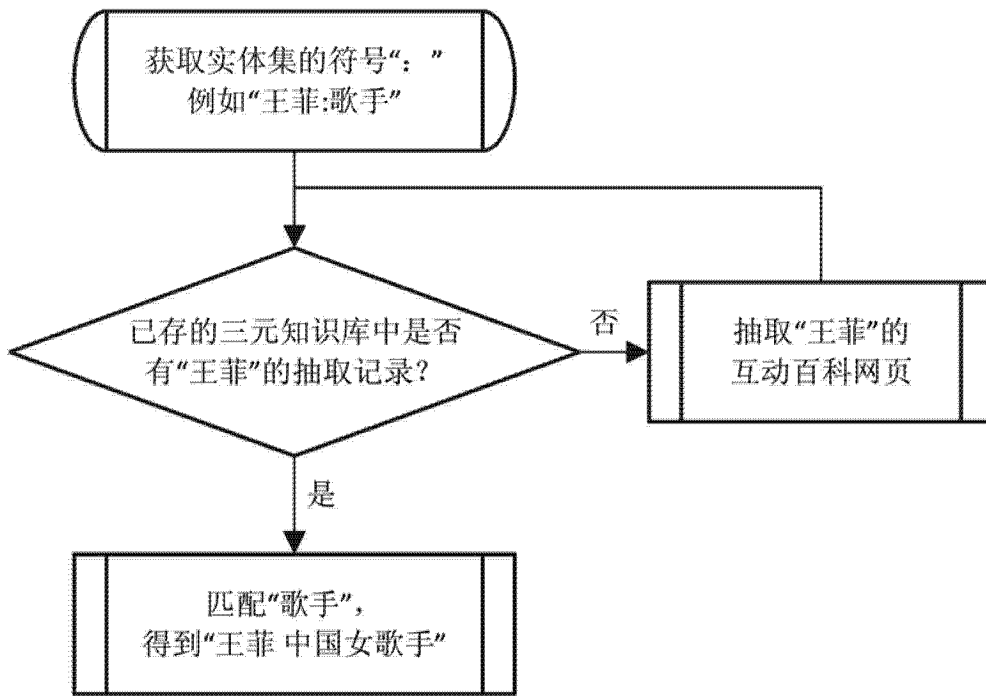 获取实体集的符号“：”
例如“王菲:歌手”
已存的三元知识库中是否
有“王菲”的抽取记录？
否
抽取“王菲”的
互动百科网页
是
匹配“歌手”，
得到“王菲 中国女歌手”